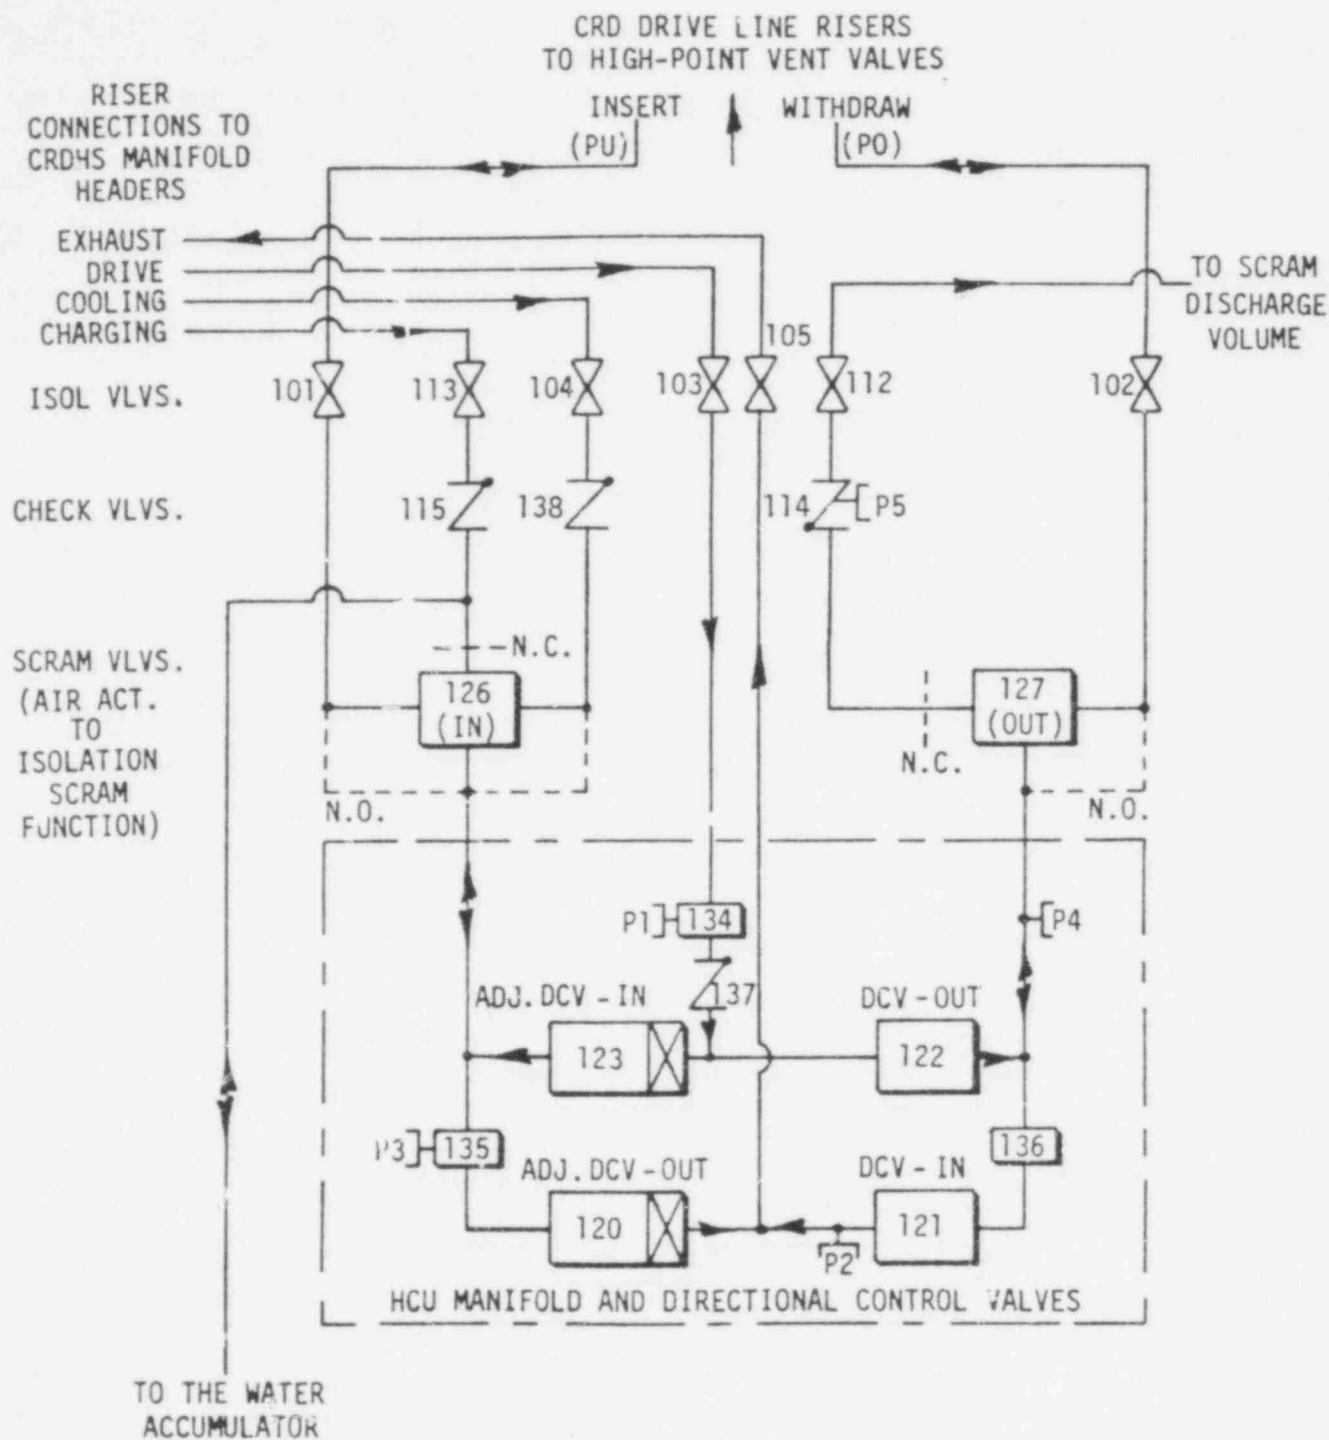 CRD DRIVE LINE RISERS
TO HIGH-POINT VENT VALVES
RISER
CONNECTIONS TO
CRDHS MANIFOLD
HEADERS
INSERT
(PU)
WITHDRAW
(PO)
EXHAUST
DRIVE
COOLING
CHARGING
TO SCRAM
DISCHARGE
VOLUME
ISOL VLVS.
101
113
104
103
105
112
102
CHECK VLVS.
115
138
114
P5
SCRAM VLVS.
(AIR ACT.
TO
ISOLATION
SCRAM
FUNCTION)
N.C.
126
(IN)
N.O.
127
(OUT)
N.C.
N.O.
P1
134
P4
137
ADJ.DCV-IN
DCV-OUT
123
122
P3
135
136
ADJ.DCV-OUT
DCV-IN
120
121
P2
HCU MANIFOLD AND DIRECTIONAL CONTROL VALVES
TO THE WATER
ACCUMULATOR